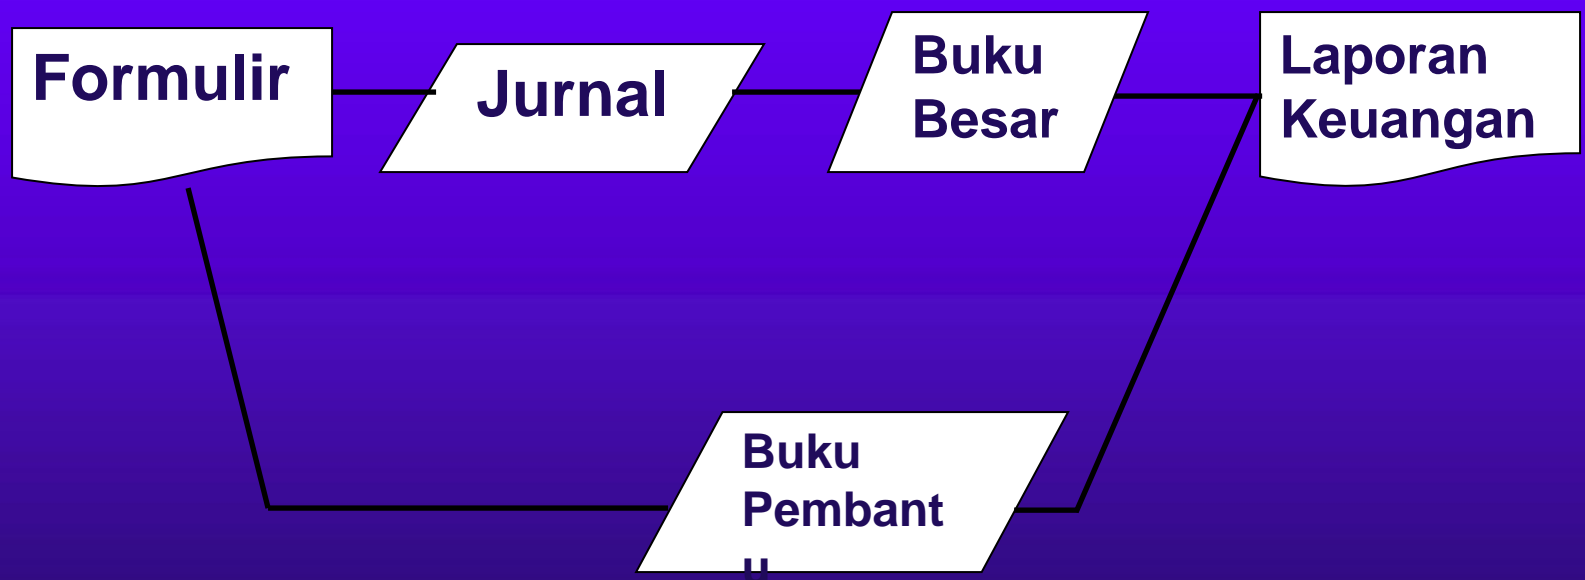 Formulir
Jurnal
Buku
Besar
Laporan
Keuangan
Buku
Pembant
u